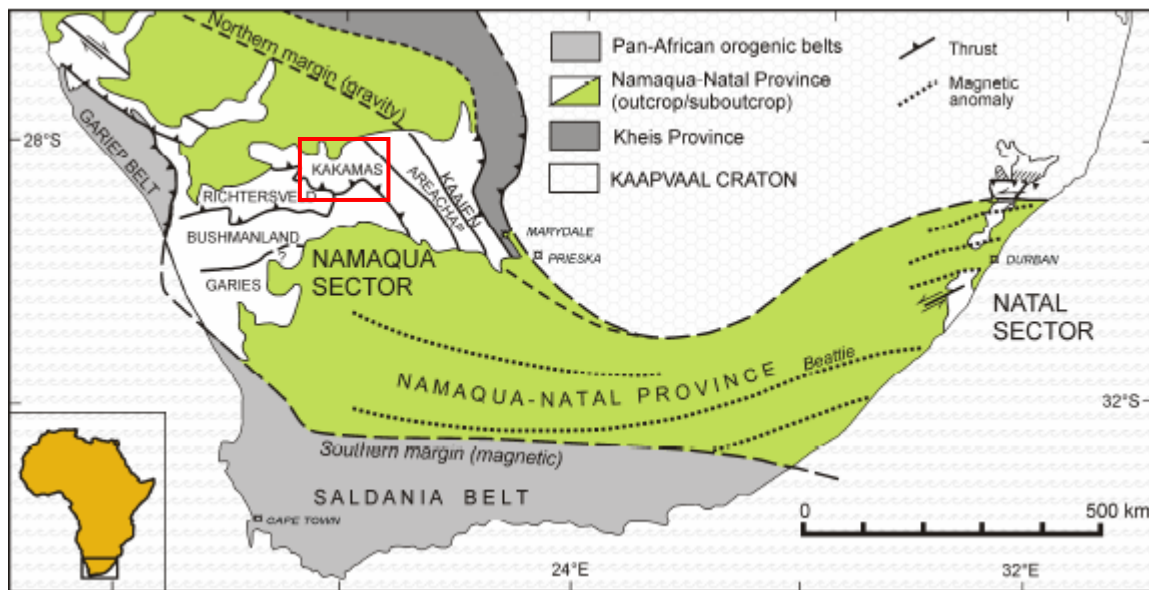 Northern margin (gravity)
28°S
GARIEP BELT
KAKAMAS
RICHTERSVELD
BUSHMANLAND
GARIES
?
AREACHAP
KAAIEN
NAMAQUA
SECTOR
MARYDALE
PRIESKA
Pan-African orogenic belts
Namaqua-Natal Province
(outcrop/suboutcrop)
Kheis Province
KAAPVAAL CRATON
Thrust
Magnetic
anomaly
DURBAN
NATAL
SECTOR
NAMAQUA-NATAL PROVINCE
Beattie
32°S
Southern margin (magnetic)
SALDANIA BELT
CAPE TOWN
0
500 km
24°E
32°E